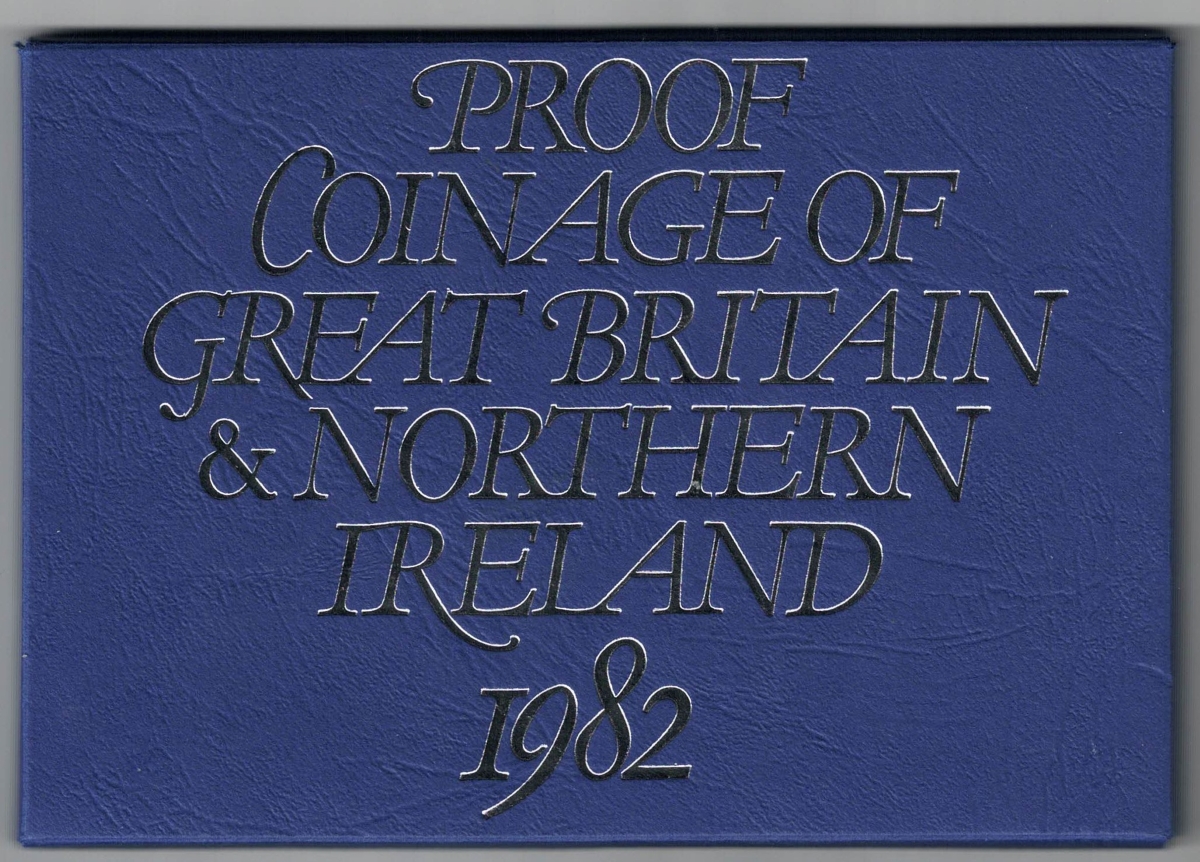 PROOF
COINAGE OF
GREAT BRITAIN
& NORTHERN
IRELAND
1982